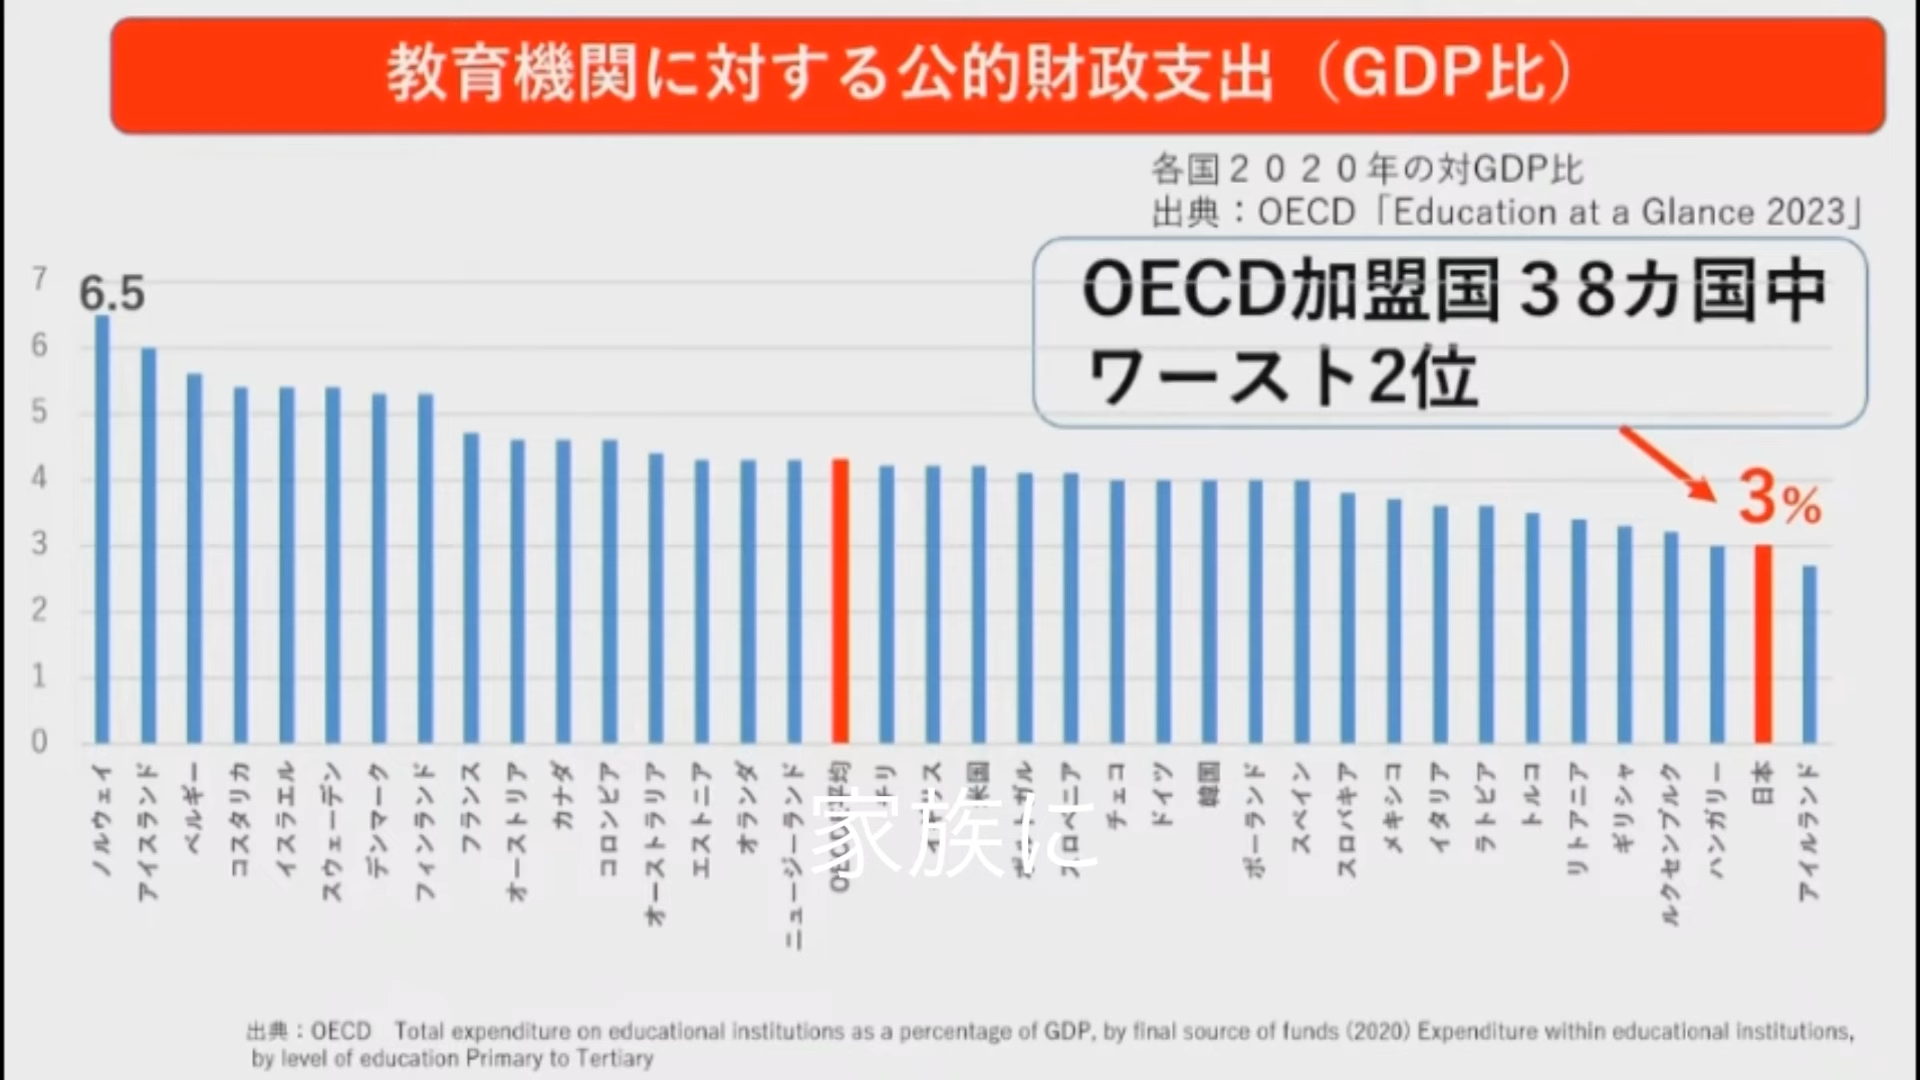 教育機関に対する公的財政支出（GDP比）
各国２０２０年の対GDP比
出典：OECD「Education at a Glance 2023」
OECD加盟国３８カ国中
ワースト2位
3%
6.5
7
6
5
4
3
2
1
0
ノルウェイ
アイスランド
ベルギー
コスタリカ
イスラエル
スウェーデン
デンマーク
フィンランド
フランス
オーストリア
カナダ
コロンビア
オーストラリア
エストニア
オランダ
ニュージーランド
チェコ
ドイツ
韓国
ポーランド
スペイン
スロバキア
メキシコ
イタリア
ラトビア
トルコ
リトアニア
ギリシャ
ルクセンブルク
ハンガリー
日本
アイルランド
家族に
出典：OECD　Total expenditure on educational institutions as a percentage of GDP, by final source of funds (2020) Expenditure within educational institutions,
by level of education Primary to Tertiary